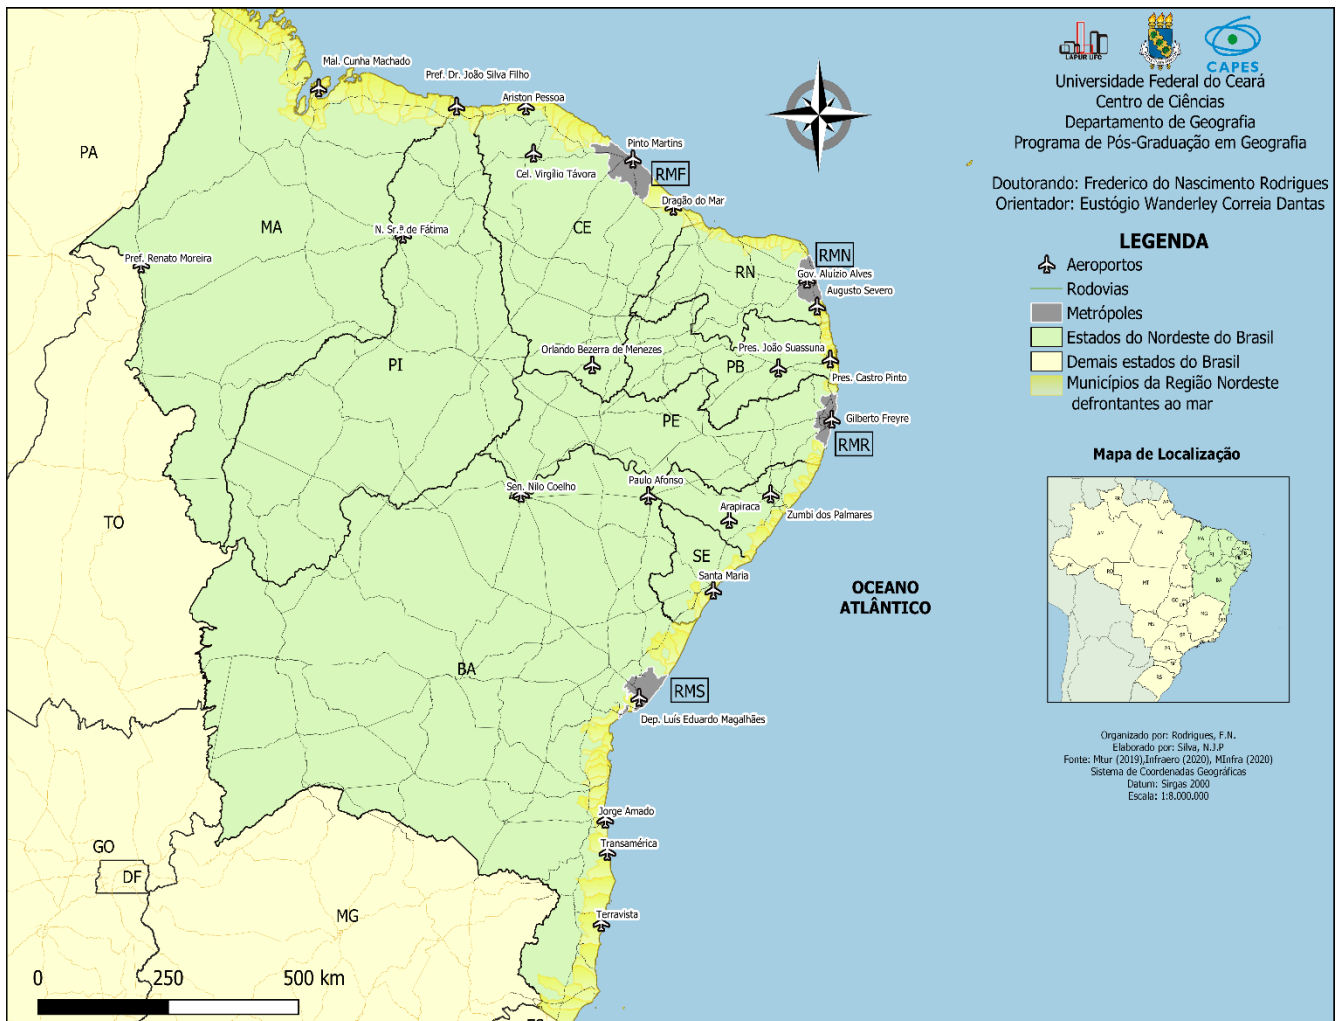 LAPUR UFC
CAPES
Universidade Federal do Ceará
Centro de Ciências
Departamento de Geografia
Programa de Pós-Graduação em Geografia
Doutorando: Frederico do Nascimento Rodrigues
Orientador: Eustógio Wanderley Correia Dantas
LEGENDA
Aeroportos
Rodovias
Metrópoles
Estados do Nordeste do Brasil
Demais estados do Brasil
Municípios da Região Nordeste
defrontantes ao mar
Mapa de Localização
Organizado por: Rodrigues, F.N.
Elaborado por: Silva, N.J.P
Fonte: Mtur (2019),Infraero (2020), MInfra (2020)
Sistema de Coordenadas Geográficas
Datum: Sirgas 2000
Escala: 1:8.000.000
Mal. Cunha Machado
Pref. Dr. João Silva Filho
Ariston Pessoa
Pinto Martins
PA
Cel. Virgílio Távora
RMF
Dragão do Mar
MA
N. Sr.ª de Fátima
CE
Pref. Renato Moreira
RMN
RN
Gov. Aluízio Alves
Augusto Severo
Orlando Bezerra de Menezes
Pres. João Suassuna
PI
PB
Pres. Castro Pinto
PE
Gilberto Freyre
RMR
Sen. Nilo Coelho
Paulo Afonso
Arapiraca
Zumbi dos Palmares
TO
SE
Santa Maria
OCEANO
ATLÂNTICO
BA
RMS
Dep. Luís Eduardo Magalhães
Jorge Amado
Transamérica
GO
DF
MG
Terravista
0 250 500 km